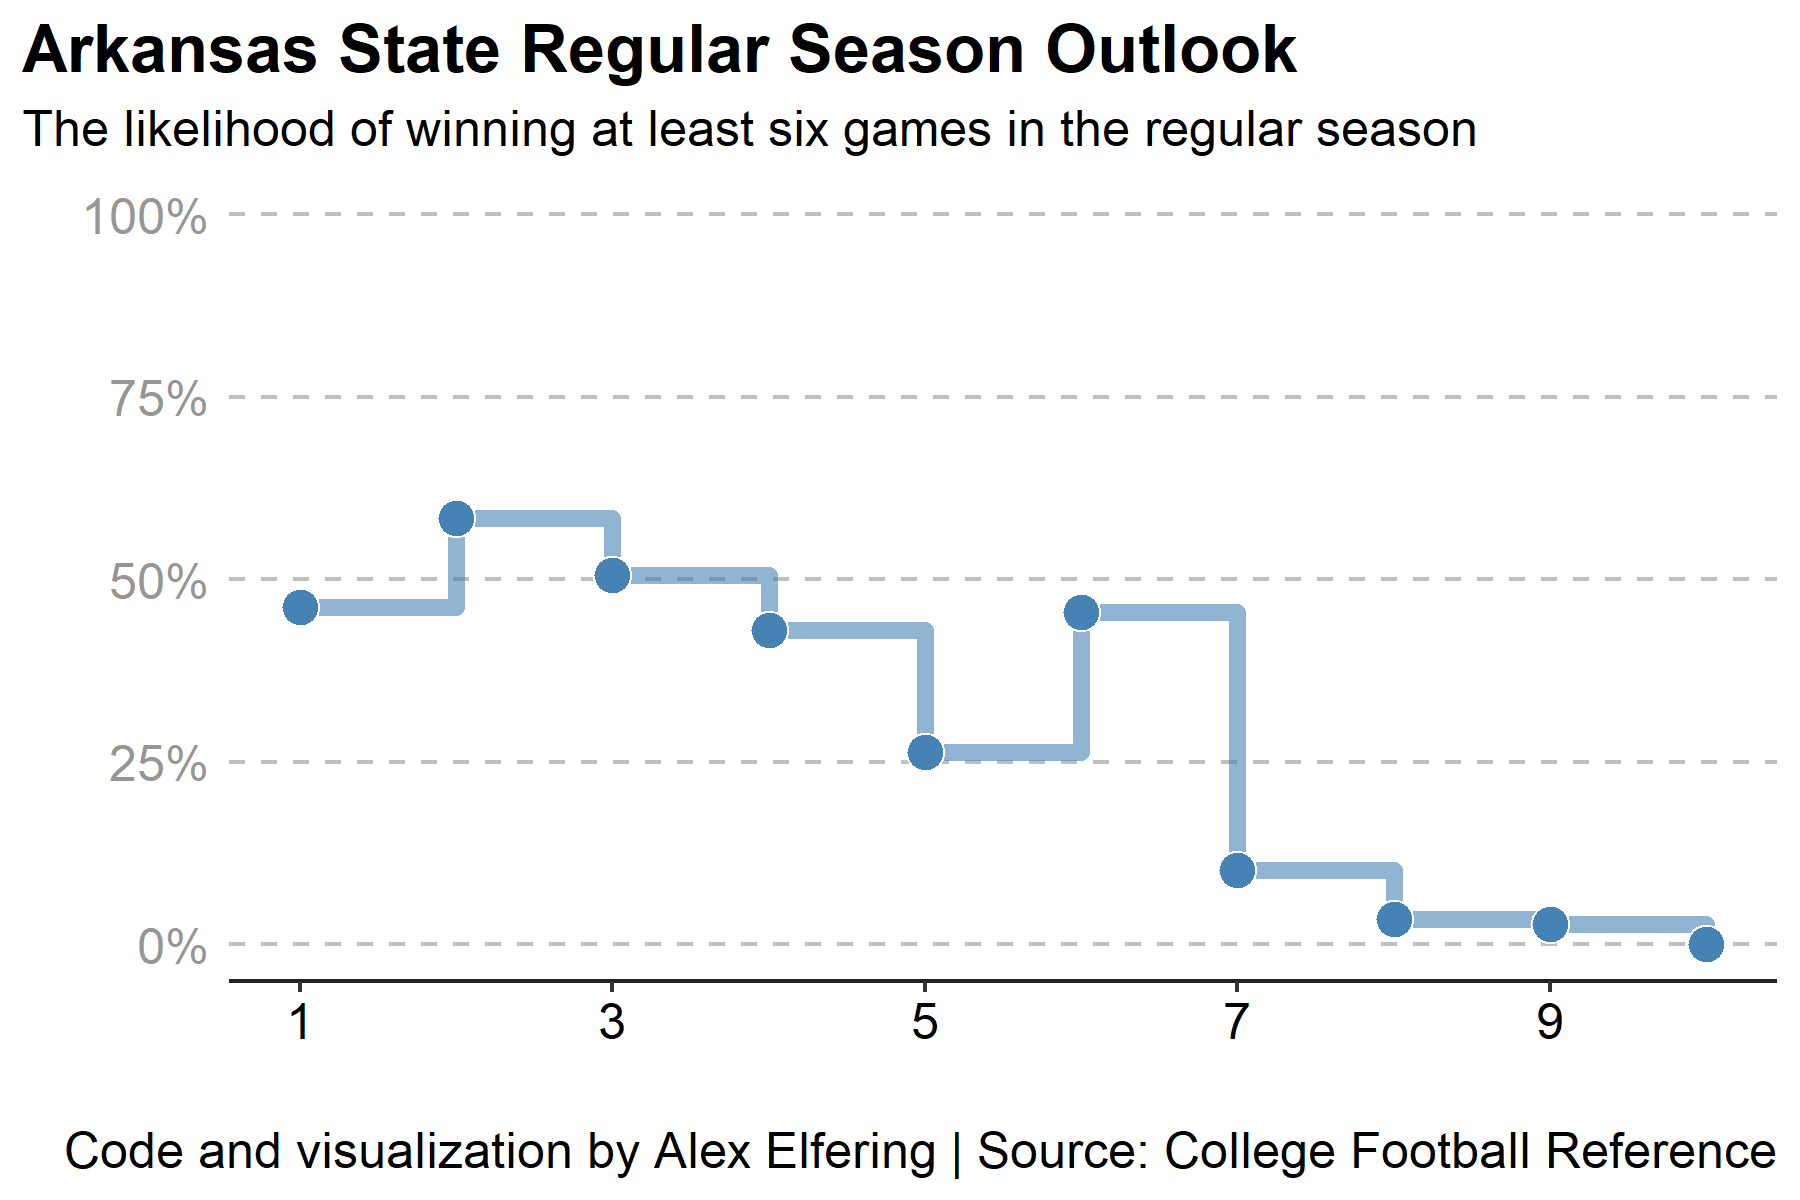 Arkansas State Regular Season Outlook
The likelihood of winning at least six games in the regular season
100%
75%
50%
25%
0%
1 3 5 7 9
Code and visualization by Alex Elfering | Source: College Football Reference